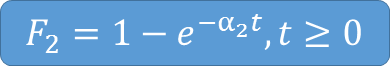 F₂ = 1 − e^{−α₂t}, t ≥ 0